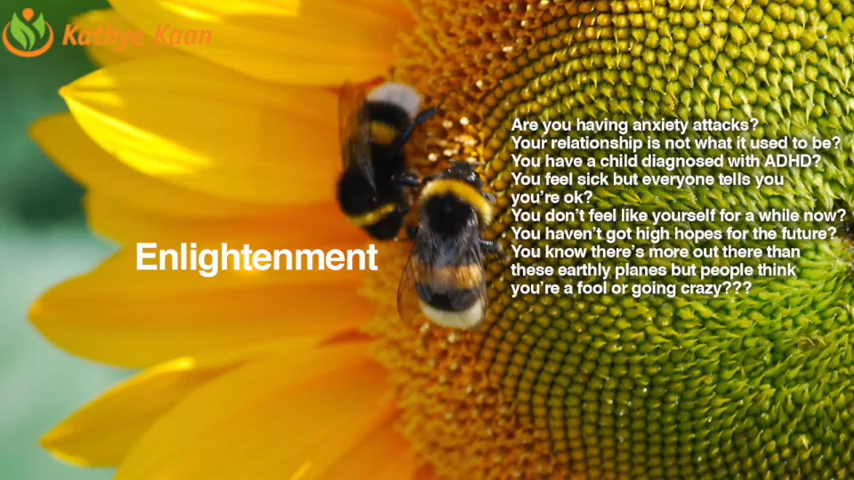 Kathye Kaan
Are you having anxiety attacks?
Your relationship is not what it used to be?
You have a child diagnosed with ADHD?
You feel sick but everyone tells you
you're ok?
You don't feel like yourself for a while now?
You haven't got high hopes for the future?
You know there's more out there than
these earthly planes but people think
you're a fool or going crazy???
Enlightenment